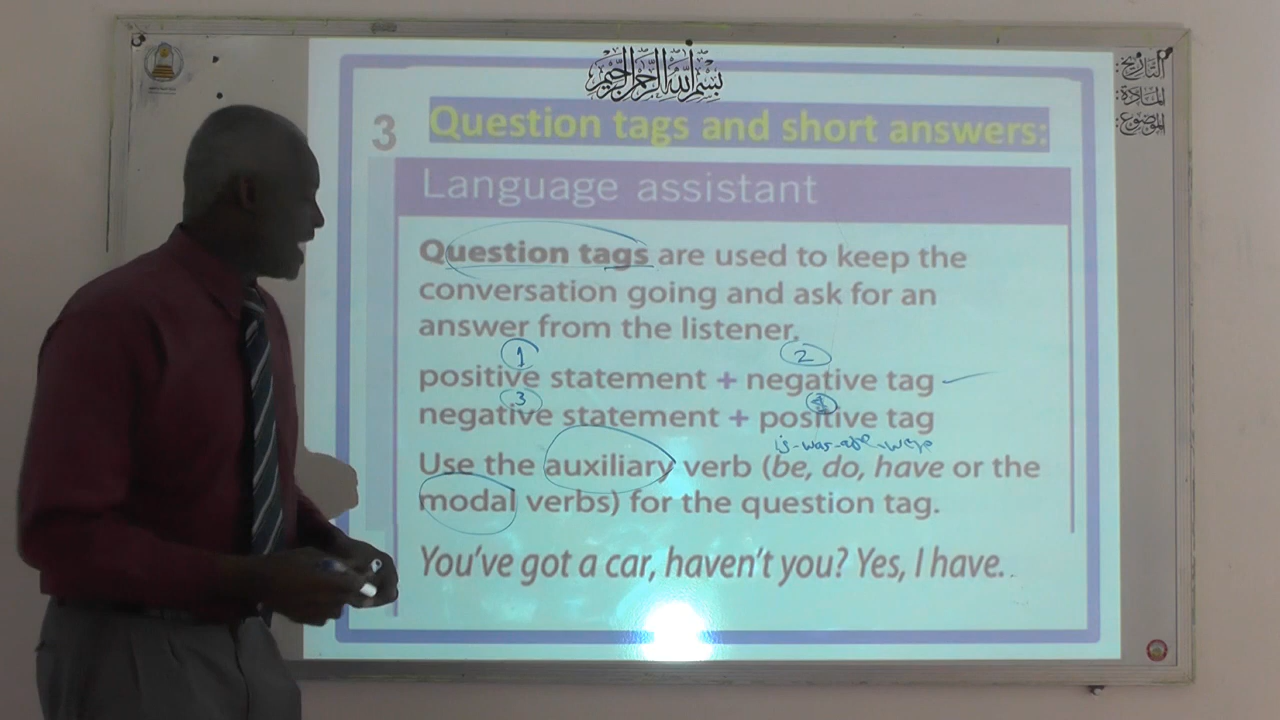 بسم الله الرحمن الرحيم
التاريخ:
المادة:
الموضوع:
3 Question tags and short answers:
Language assistant
Question tags are used to keep the
conversation going and ask for an
answer from the listener.
1 2
positive statement + negative tag
3 4
negative statement + positive tag
is-was-are-were
Use the auxiliary verb (be, do, have or the
modal verbs) for the question tag.
You've got a car, haven't you? Yes, I have.